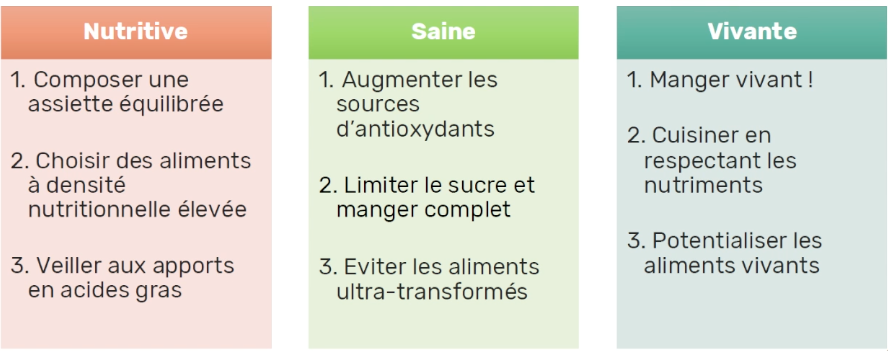 Nutritive
1. Composer une
assiette équilibrée
2. Choisir des aliments
à densité
nutritionnelle élevée
3. Veiller aux apports
en acides gras
Saine
1. Augmenter les
sources
d'antioxydants
2. Limiter le sucre et
manger complet
3. Eviter les aliments
ultra-transformés
Vivante
1. Manger vivant !
2. Cuisiner en
respectant les
nutriments
3. Potentialiser les
aliments vivants